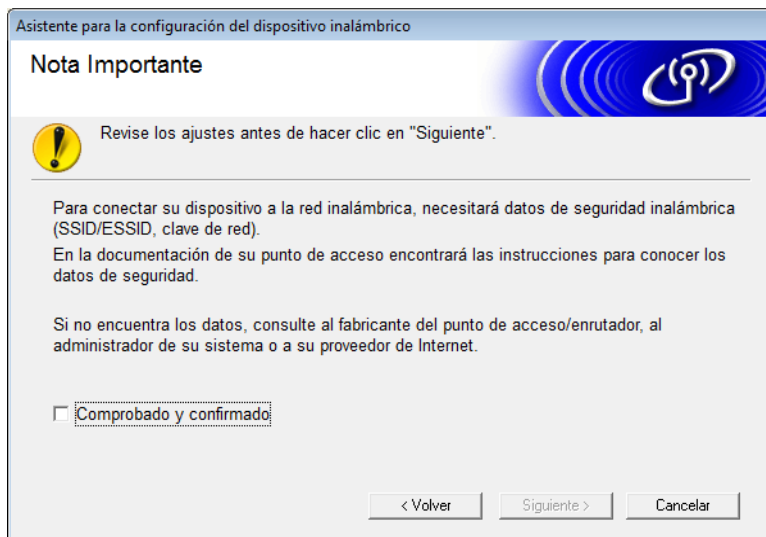 Asistente para la configuración del dispositivo inalámbrico
Nota Importante
Revise los ajustes antes de hacer clic en "Siguiente".
Para conectar su dispositivo a la red inalámbrica, necesitará datos de seguridad inalámbrica
(SSID/ESSID, clave de red).
En la documentación de su punto de acceso encontrará las instrucciones para conocer los
datos de seguridad.
Si no encuentra los datos, consulte al fabricante del punto de acceso/enrutador, al
administrador de su sistema o a su proveedor de Internet.
Comprobado y confirmado
< Volver
Siguiente >
Cancelar